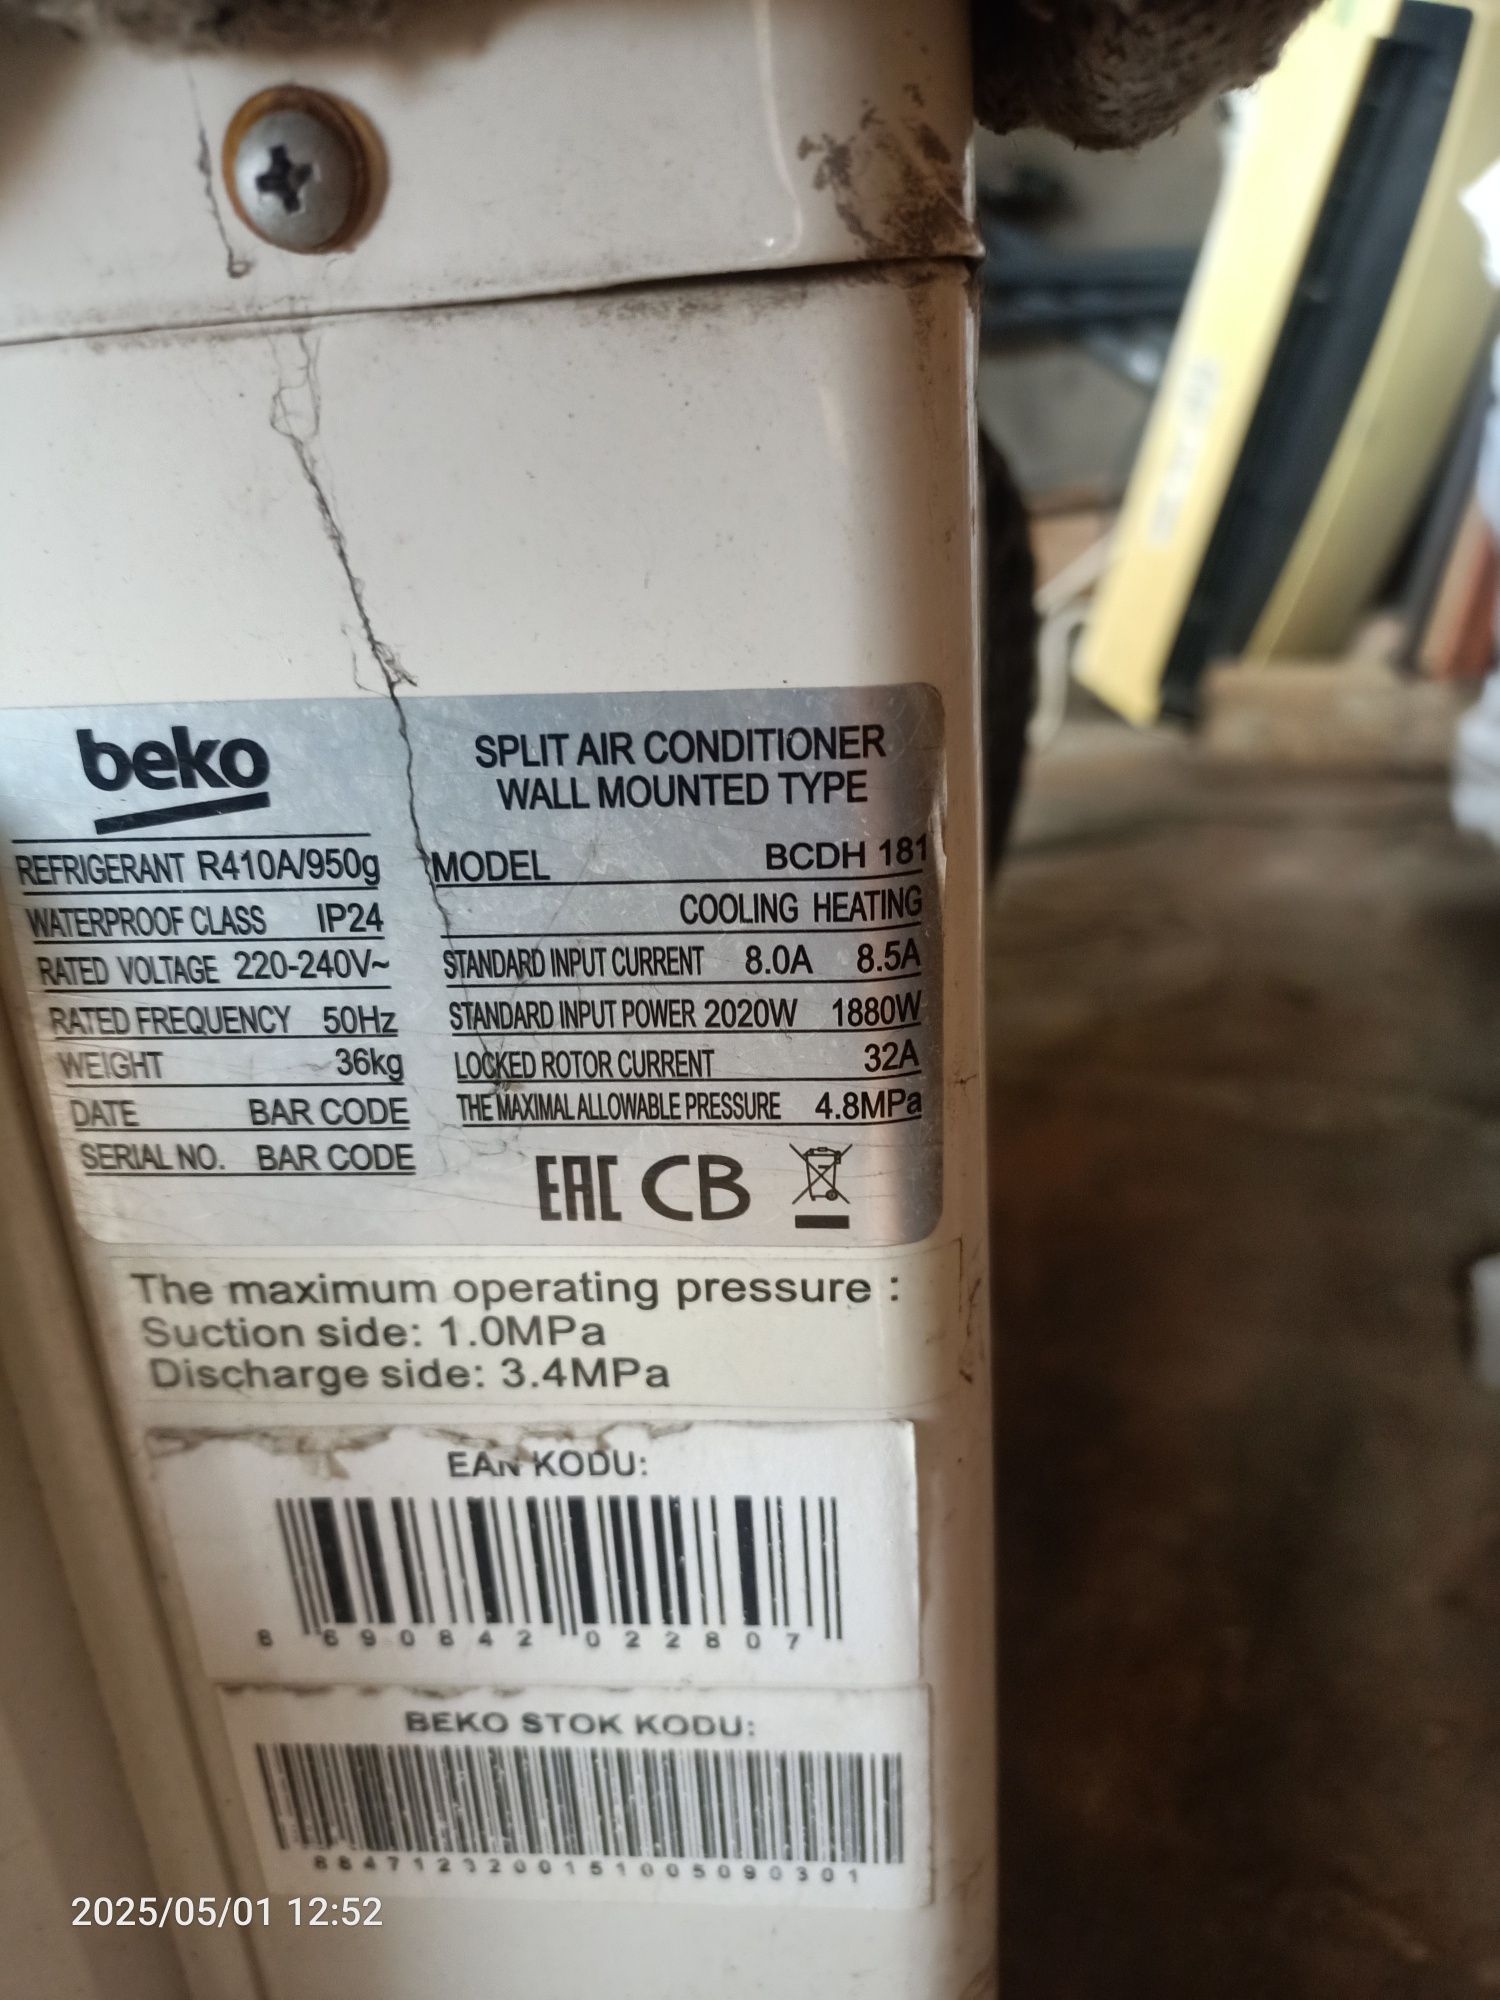 beko
SPLIT AIR CONDITIONER
WALL MOUNTED TYPE
REFRIGERANT R410A/950g
WATERPROOF CLASS IP24
RATED VOLTAGE 220-240V~
RATED FREQUENCY 50Hz
WEIGHT 36kg
DATE BAR CODE
SERIAL NO. BAR CODE
MODEL BCDH 181
COOLING HEATING
STANDARD INPUT CURRENT 8.0A 8.5A
STANDARD INPUT POWER 2020W 1880W
LOCKED ROTOR CURRENT 32A
THE MAXIMAL ALLOWABLE PRESSURE 4.8MPa
EAC CB
The maximum operating pressure :
Suction side: 1.0MPa
Discharge side: 3.4MPa
EAN KODU:
8 690842 022807
BEKO STOK KODU:
2025/05/01 12:52